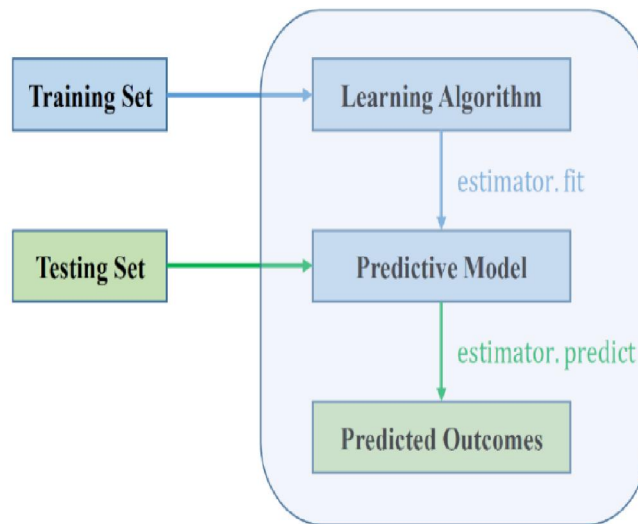 Training Set
Learning Algorithm
estimator. fit
Testing Set
Predictive Model
estimator. predict
Predicted Outcomes